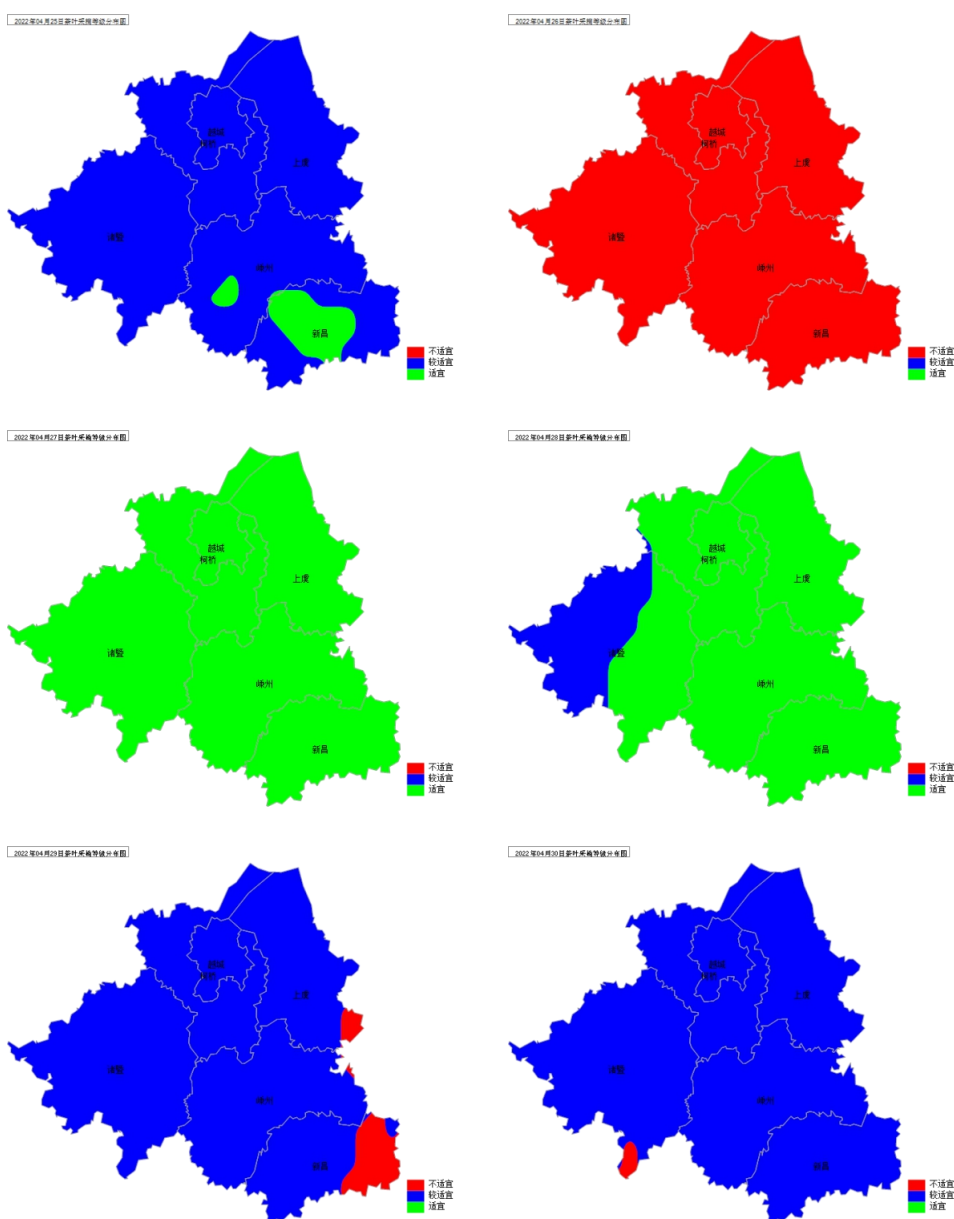 2022年04月25日茶叶采摘等级分布图
越城
柯桥
上虞
诸暨
嵊州
新昌
不适宜
较适宜
适宜
2022年04月26日茶叶采摘等级分布图
越城
柯桥
上虞
诸暨
嵊州
新昌
不适宜
较适宜
适宜
2022年04月27日茶叶采摘等级分布图
越城
柯桥
上虞
诸暨
嵊州
新昌
不适宜
较适宜
适宜
2022年04月28日茶叶采摘等级分布图
越城
柯桥
上虞
诸暨
嵊州
新昌
不适宜
较适宜
适宜
2022年04月29日茶叶采摘等级分布图
越城
柯桥
上虞
诸暨
嵊州
新昌
不适宜
较适宜
适宜
2022年04月30日茶叶采摘等级分布图
越城
柯桥
上虞
诸暨
嵊州
新昌
不适宜
较适宜
适宜